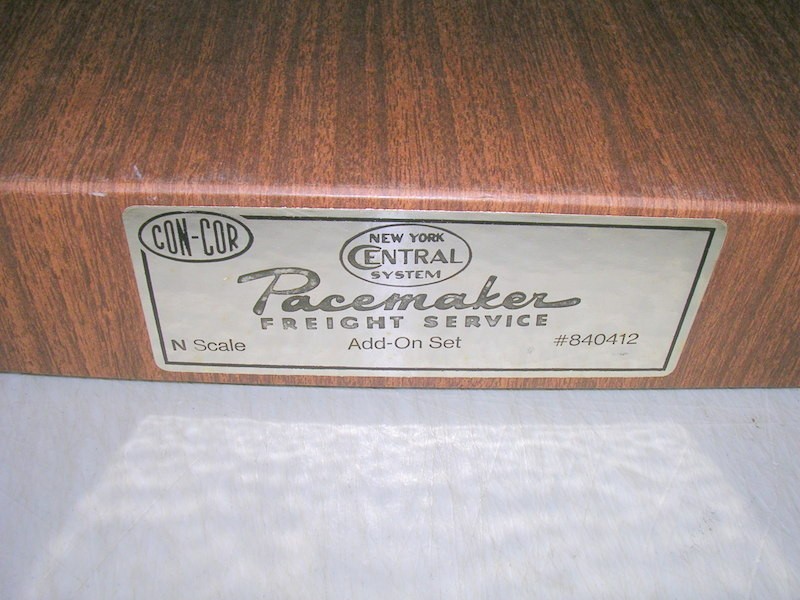 CON-COR
NEW YORK
CENTRAL
SYSTEM
Pacemaker
FREIGHT SERVICE
N Scale
Add-On Set
#840412